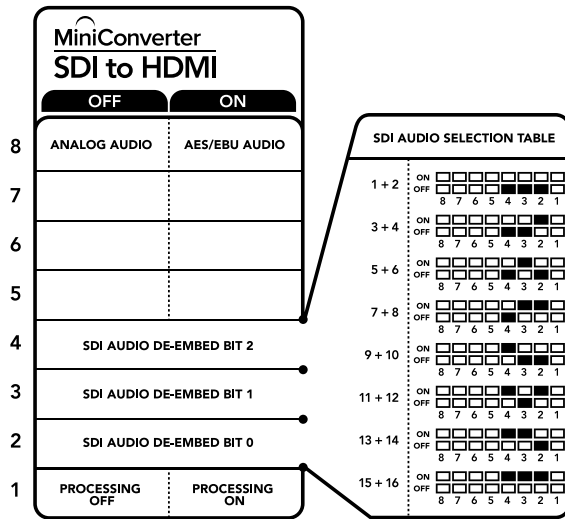 MiniConverter
SDI to HDMI
OFF ON
8 ANALOG AUDIO AES/EBU AUDIO
7
6
5
4 SDI AUDIO DE-EMBED BIT 2
3 SDI AUDIO DE-EMBED BIT 1
2 SDI AUDIO DE-EMBED BIT 0
1 PROCESSING OFF PROCESSING ON
SDI AUDIO SELECTION TABLE
1 + 2 ON
OFF
8 7 6 5 4 3 2 1
3 + 4 ON
OFF
8 7 6 5 4 3 2 1
5 + 6 ON
OFF
8 7 6 5 4 3 2 1
7 + 8 ON
OFF
8 7 6 5 4 3 2 1
9 + 10 ON
OFF
8 7 6 5 4 3 2 1
11 + 12 ON
OFF
8 7 6 5 4 3 2 1
13 + 14 ON
OFF
8 7 6 5 4 3 2 1
15 + 16 ON
OFF
8 7 6 5 4 3 2 1